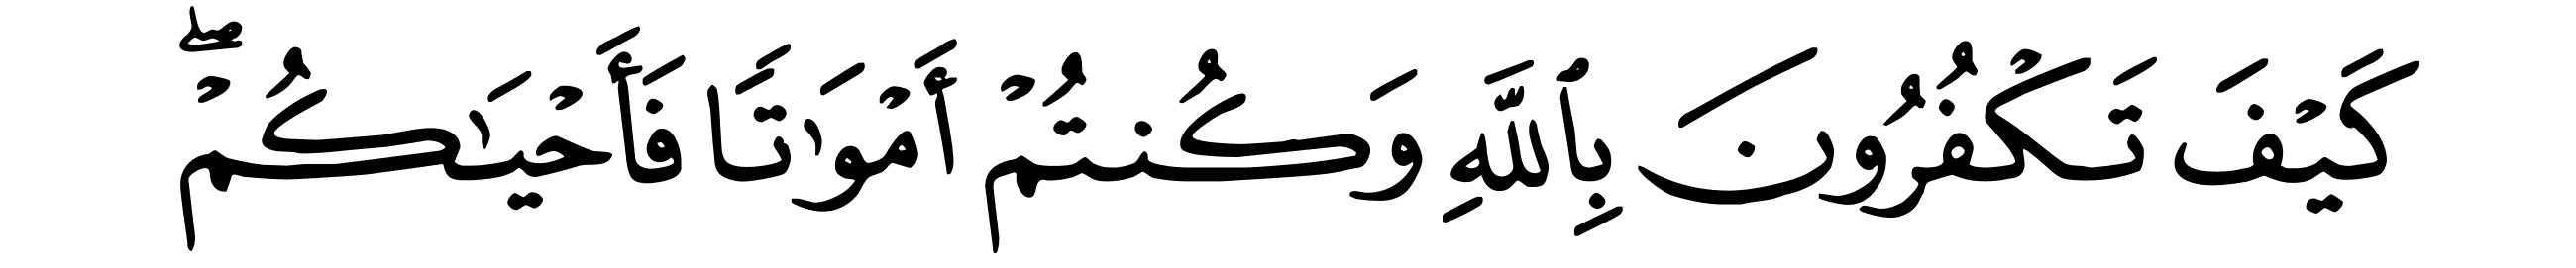 كَيۡفَ تَكۡفُرُونَ بِٱللَّهِ وَكُنتُمۡ أَمۡوَٰتٗا فَأَحۡيَٰكُمۡۖ